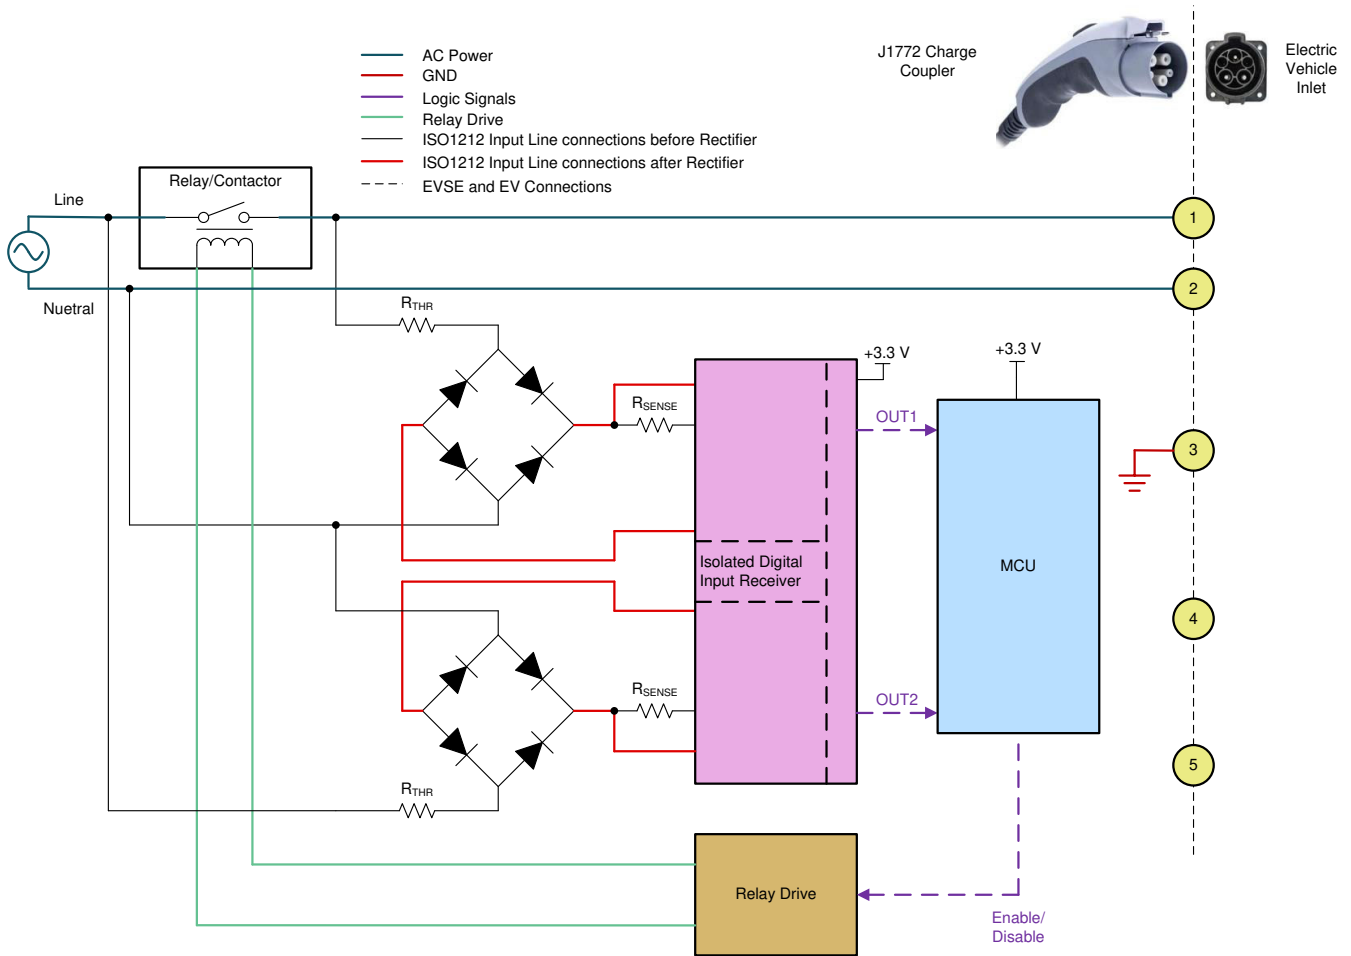 J1772 Charge
Coupler
Electric
Vehicle
Inlet
AC Power
GND
Logic Signals
Relay Drive
ISO1212 Input Line connections before Rectifier
ISO1212 Input Line connections after Rectifier
EVSE and EV Connections
Relay/Contactor
Line
1
2
Nuetral
RTHR
+3.3 V
+3.3 V
RSENSE
OUT1
3
Isolated Digital
Input Receiver
MCU
4
RSENSE
OUT2
5
RTHR
Relay Drive
Enable/
Disable